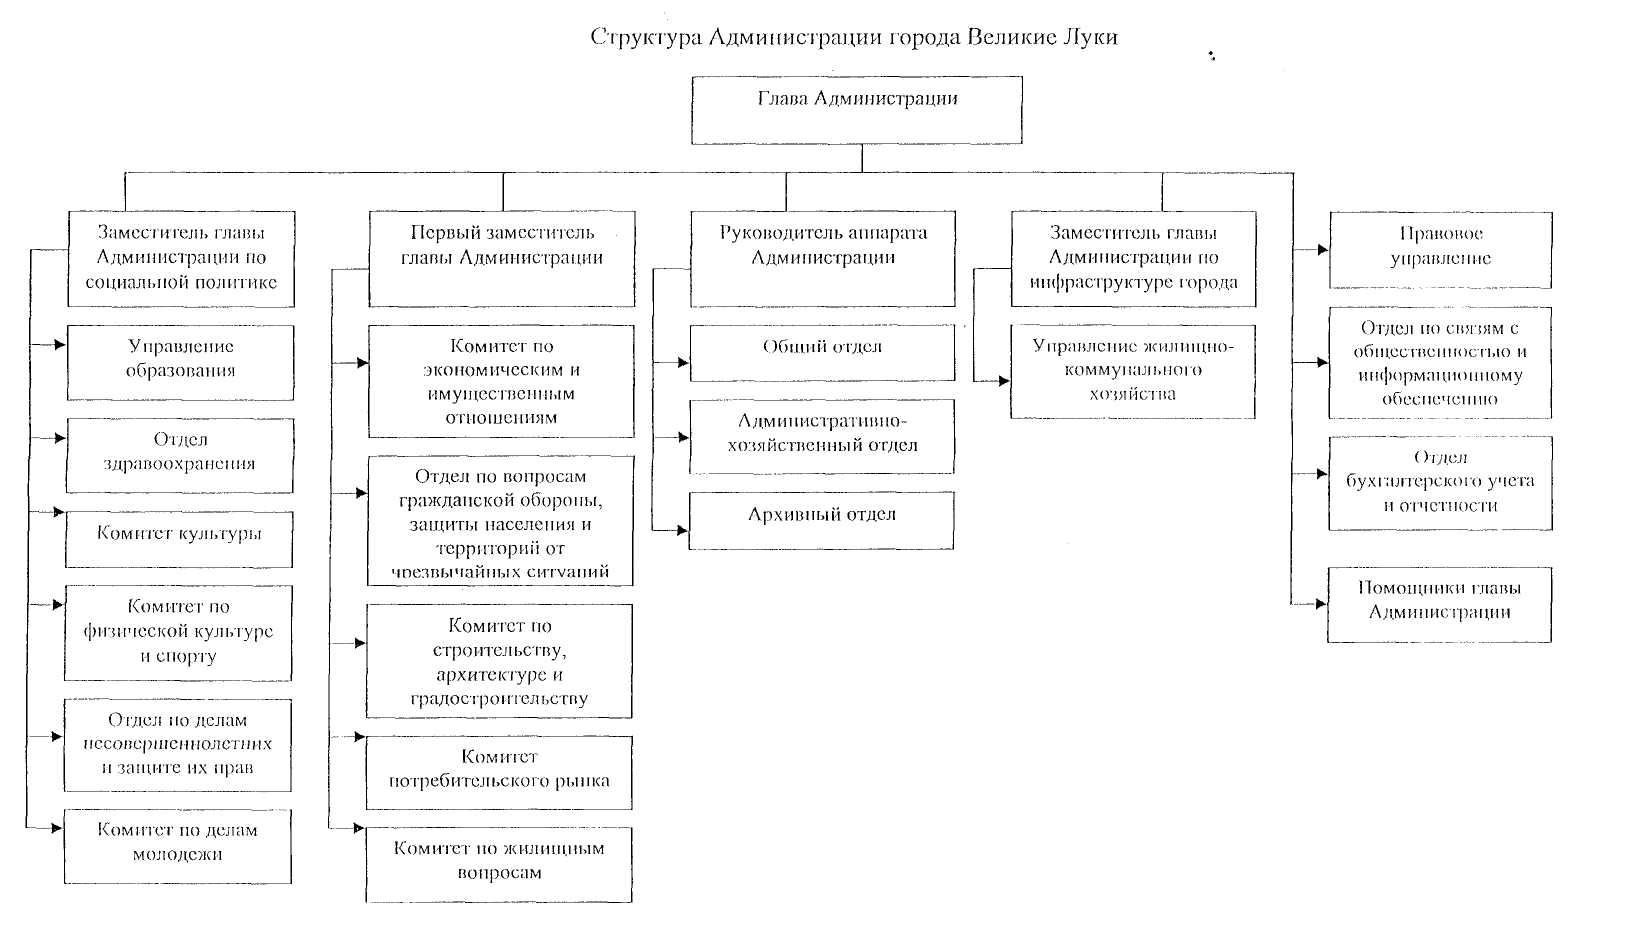 Структура Администрации города Великие Луки
Глава Администрации
Заместитель главы
Администрации по
социальной политике
Управление
образования
Отдел
здравоохранения
Комитет культуры
Комитет по
физической культуре
и спорту
Отдел по делам
несовершеннолетних
и защите их прав
Комитет по делам
молодежи
Первый заместитель
главы Администрации
Комитет по
экономическим и
имущественным
отношениям
Отдел по вопросам
гражданской обороны,
защиты населения и
территорий от
чрезвычайных ситуаций
Комитет по
строительству,
архитектуре и
градостроительству
Комитет
потребительского рынка
Комитет по жилищным
вопросам
Руководитель аппарата
Администрации
Общий отдел
Административно-
хозяйственный отдел
Архивный отдел
Заместитель главы
Администрации по
инфраструктуре города
Управление жилищно-
коммунального
хозяйства
Правовое
управление
Отдел по связям с
общественностью и
информационному
обеспечению
Отдел
бухгалтерского учета
и отчетности
Помощники главы
Администрации